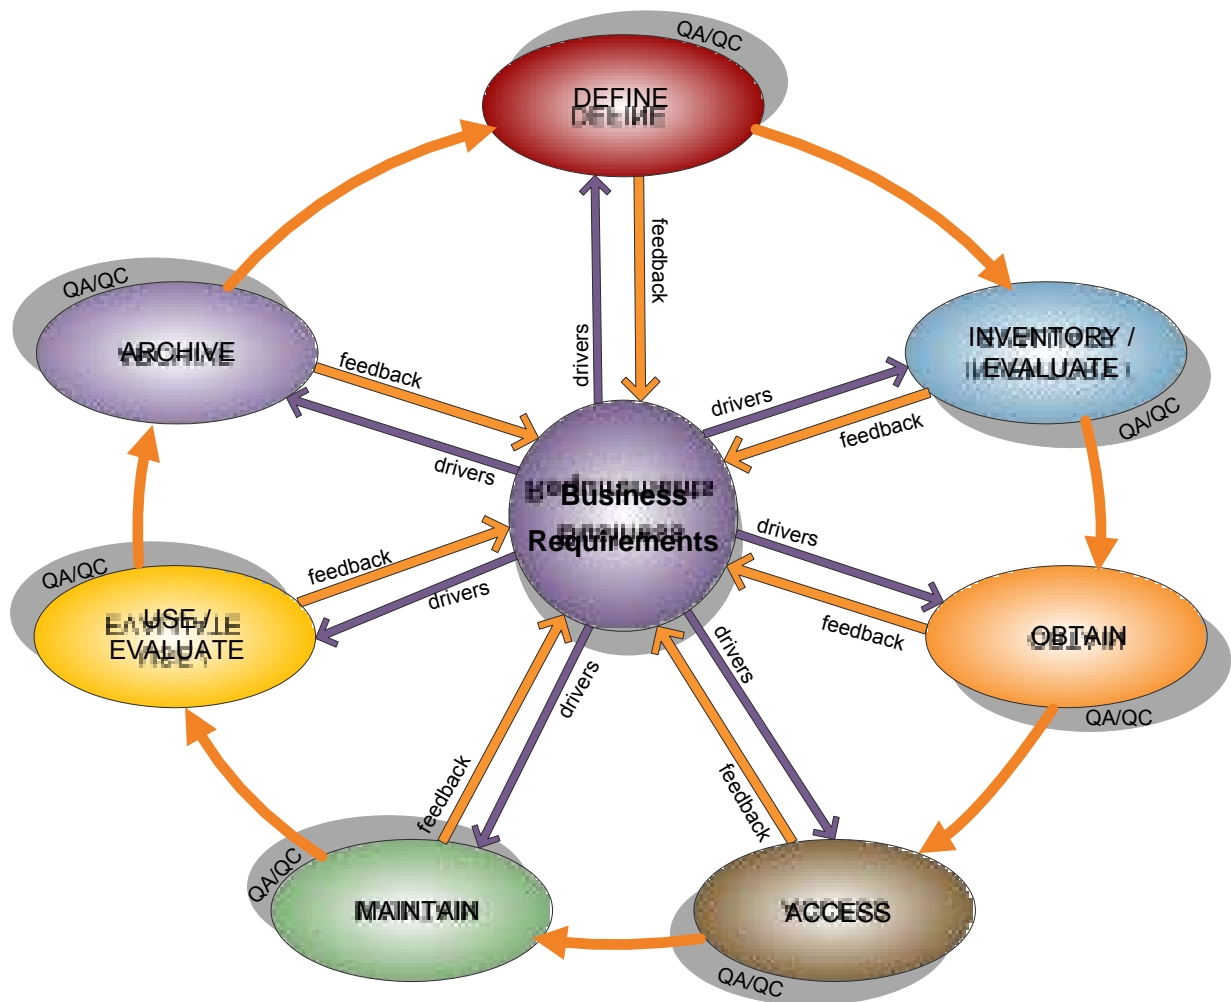 QA/QC
DEFINE
feedback
drivers
QA/QC
ARCHIVE
feedback
drivers
INVENTORY /
EVALUATE
QA/QC
drivers
feedback
Business
Requirements
drivers
feedback
OBTAIN
QA/QC
QA/QC
USE /
EVALUATE
feedback
drivers
drivers
feedback
QA/QC
MAINTAIN
drivers
feedback
ACCESS
QA/QC